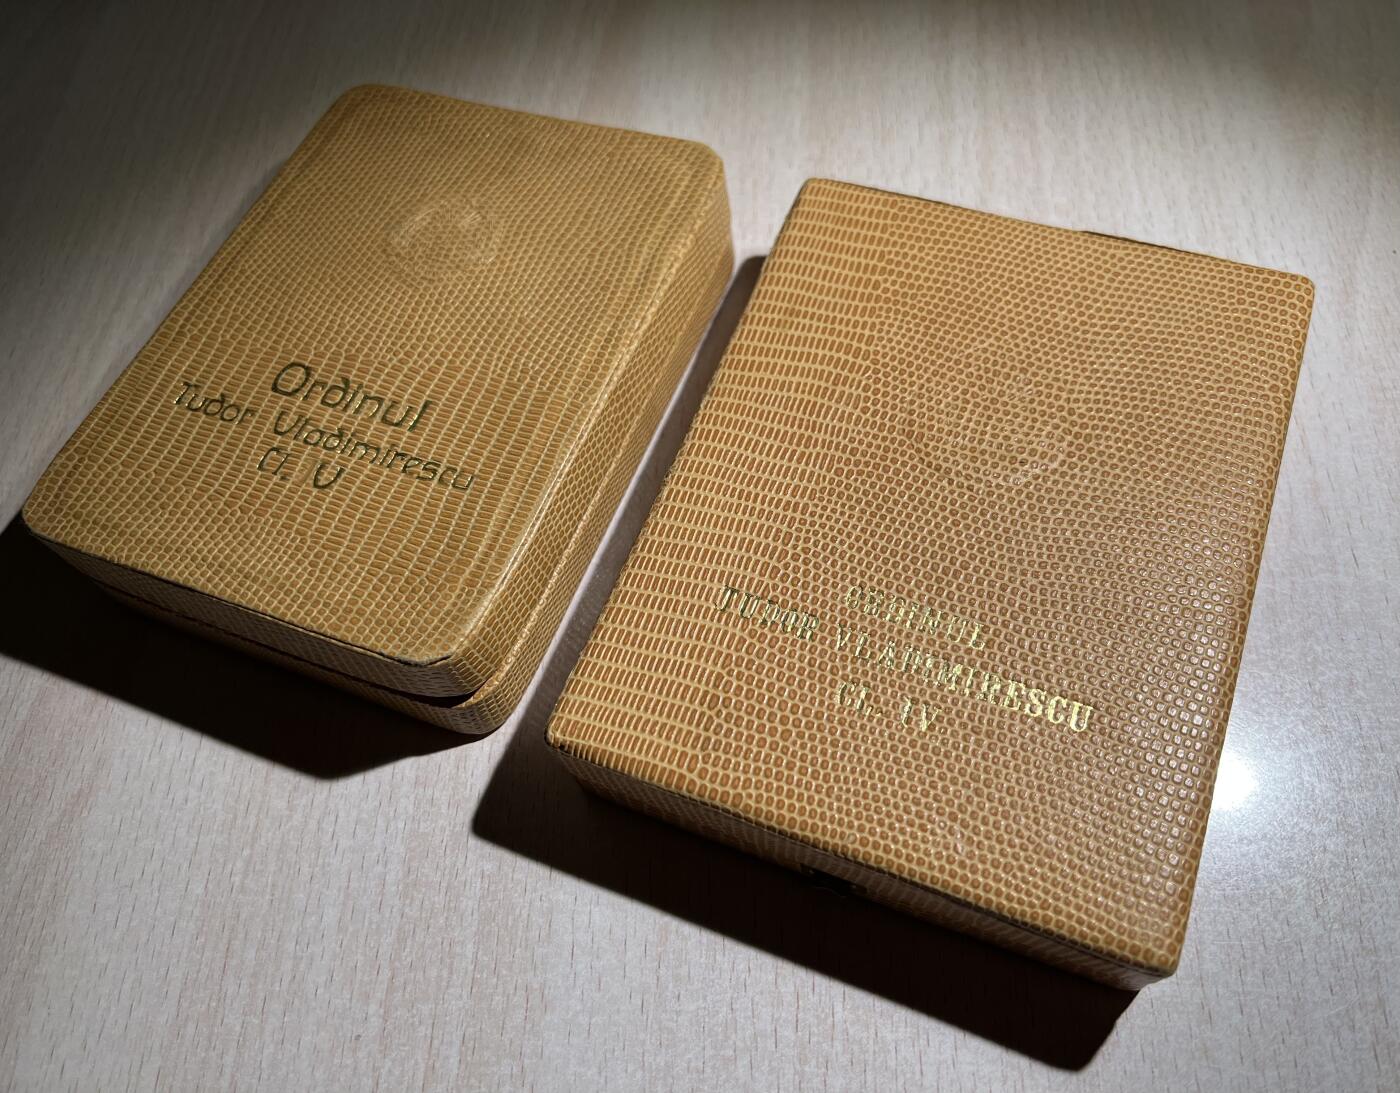 Ordinul
Tudor Vladimirescu
Cl. V
ORDINUL
TUDOR VLADIMIRESCU
CL. IV